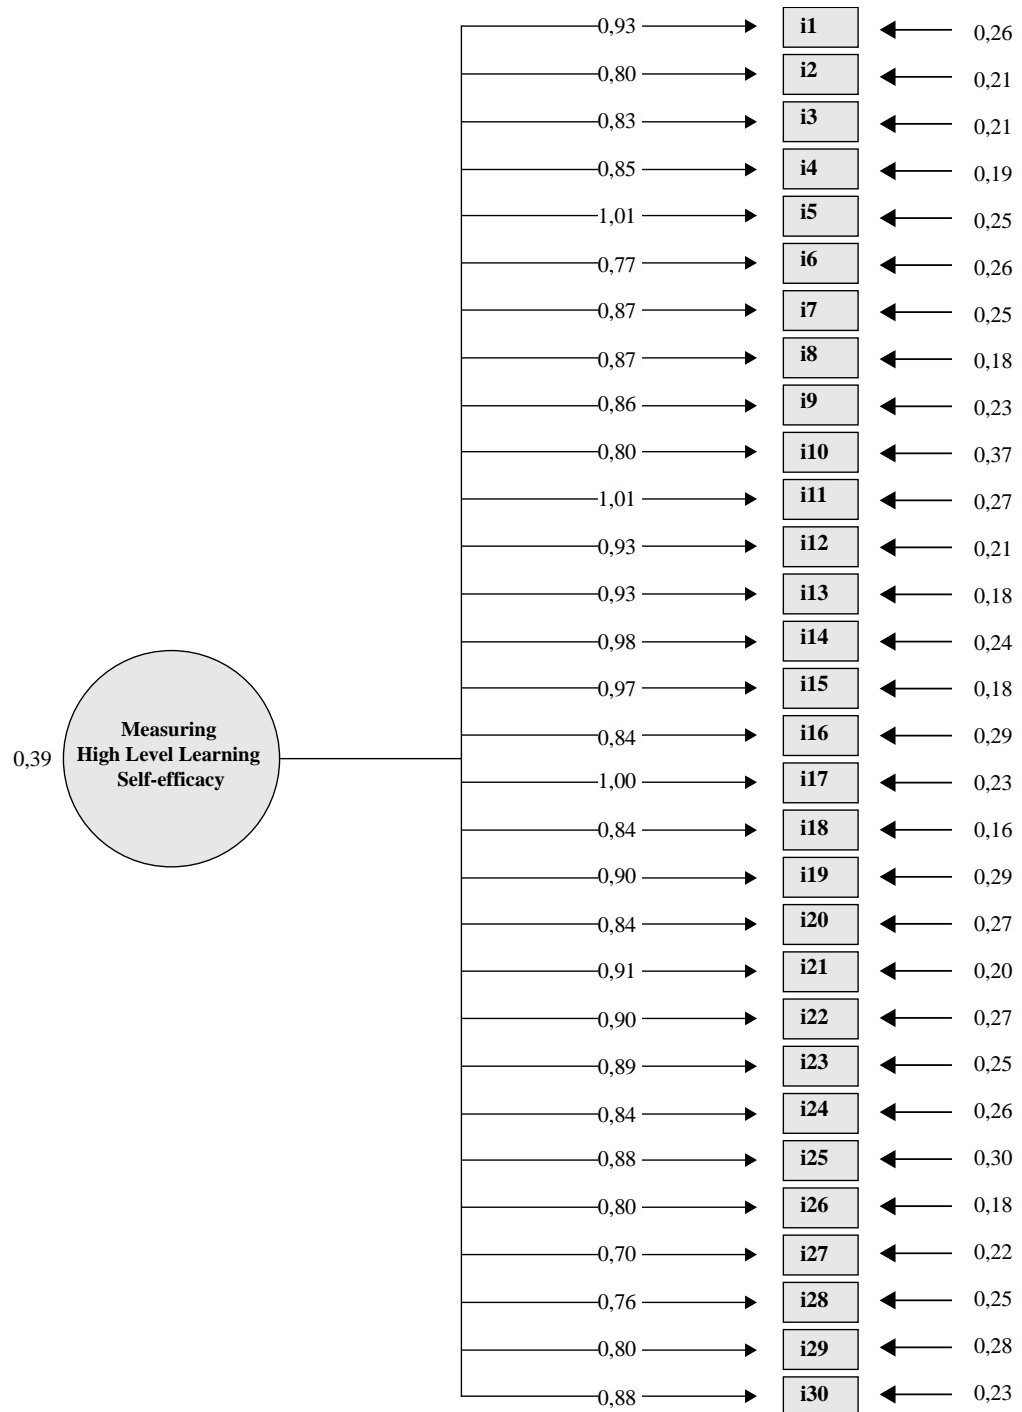 0,93 i1 0,26
0,80 i2 0,21
0,83 i3 0,21
0,85 i4 0,19
1,01 i5 0,25
0,77 i6 0,26
0,87 i7 0,25
0,87 i8 0,18
0,86 i9 0,23
0,80 i10 0,37
1,01 i11 0,27
0,93 i12 0,21
0,93 i13 0,18
0,98 i14 0,24
0,97 i15 0,18
Measuring
High Level Learning
Self-efficacy
0,39
0,84 i16 0,29
1,00 i17 0,23
0,84 i18 0,16
0,90 i19 0,29
0,84 i20 0,27
0,91 i21 0,20
0,90 i22 0,27
0,89 i23 0,25
0,84 i24 0,26
0,88 i25 0,30
0,80 i26 0,18
0,70 i27 0,22
0,76 i28 0,25
0,80 i29 0,28
0,88 i30 0,23